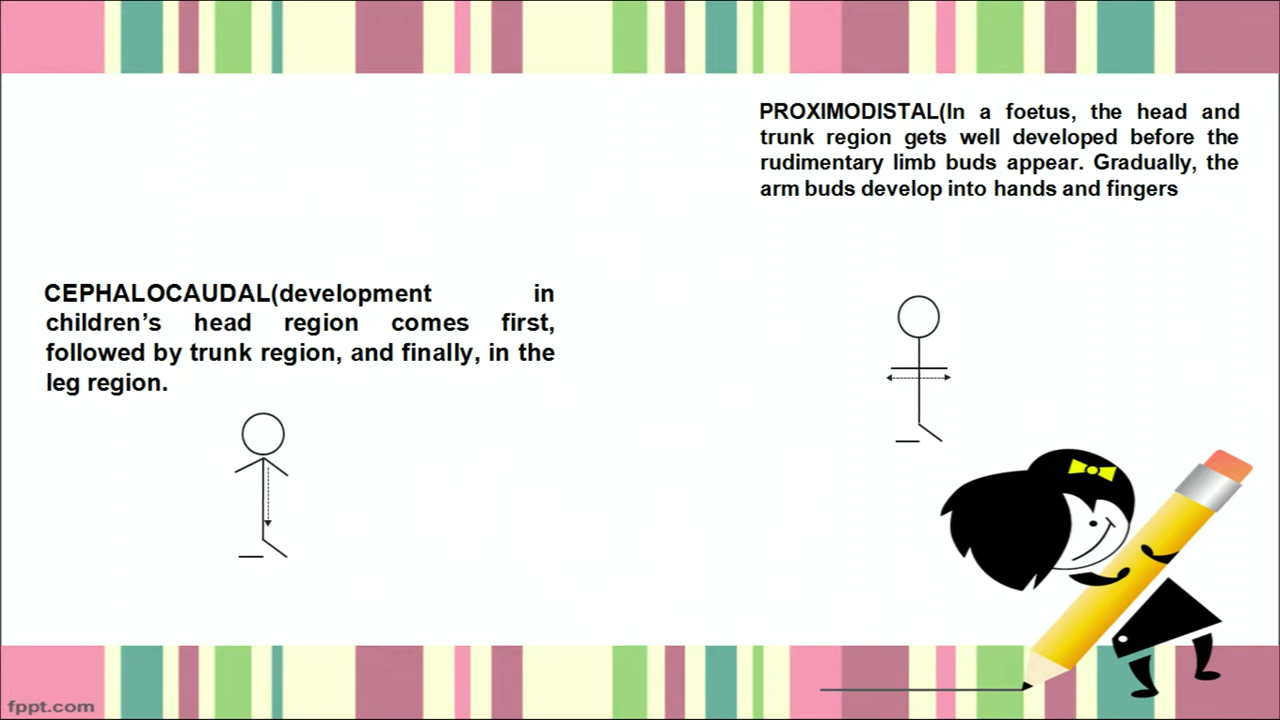 PROXIMODISTAL(In a foetus, the head and
trunk region gets well developed before the
rudimentary limb buds appear. Gradually, the
arm buds develop into hands and fingers
CEPHALOCAUDAL(development in
children’s head region comes first,
followed by trunk region, and finally, in the
leg region.
fppt.com